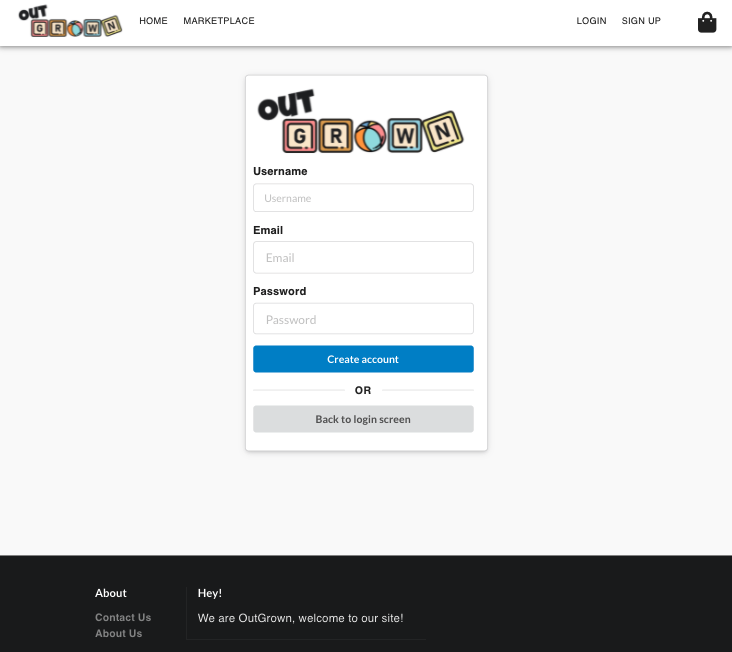 OUT
GROWN
HOME MARKETPLACE LOGIN SIGN UP
OUT
GROWN
Username
Username
Email
Email
Password
Password
Create account
OR
Back to login screen
About
Contact Us
About Us
Hey!
We are OutGrown, welcome to our site!